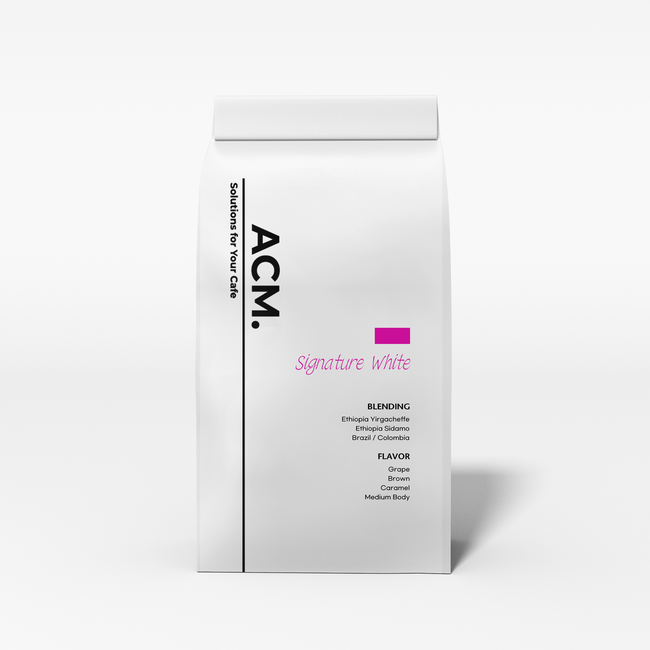 Solutions for Your Cafe
ACM.
Signature White
BLENDING
Ethiopia Yirgacheffe
Ethiopia Sidamo
Brazil / Colombia
FLAVOR
Grape
Brown
Caramel
Medium Body